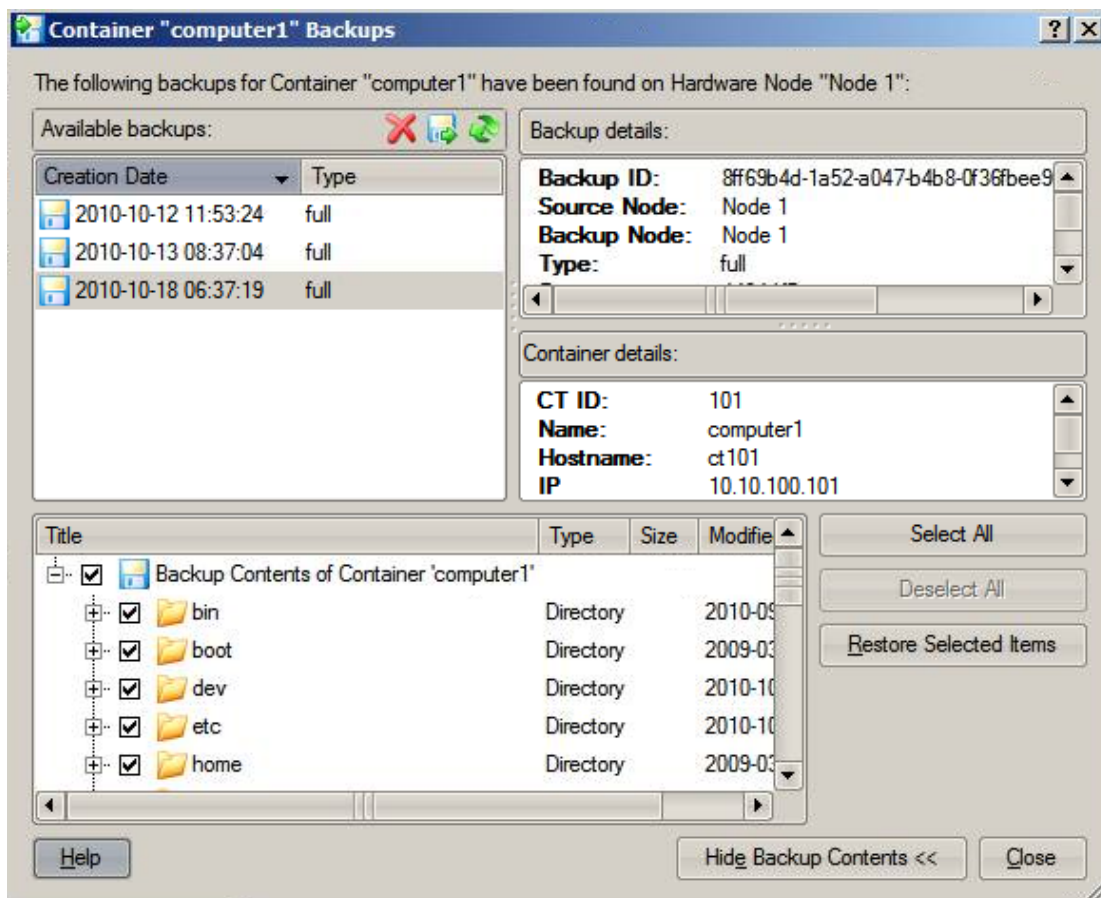 Container "computer1" Backups
The following backups for Container "computer1" have been found on Hardware Node "Node 1":
Available backups:
Creation Date Type
2010-10-12 11:53:24 full
2010-10-13 08:37:04 full
2010-10-18 06:37:19 full
Backup details:
Backup ID: 8ff69b4d-1a52-a047-b4b8-0f36fbee9
Source Node: Node 1
Backup Node: Node 1
Type: full
Container details:
CT ID: 101
Name: computer1
Hostname: ct101
IP 10.10.100.101
Title Type Size Modifie
Backup Contents of Container 'computer1'
bin Directory 2010-09
boot Directory 2009-03
dev Directory 2010-10
etc Directory 2010-10
home Directory 2009-03
Select All
Deselect All
Restore Selected Items
Help
Hide Backup Contents <<
Close